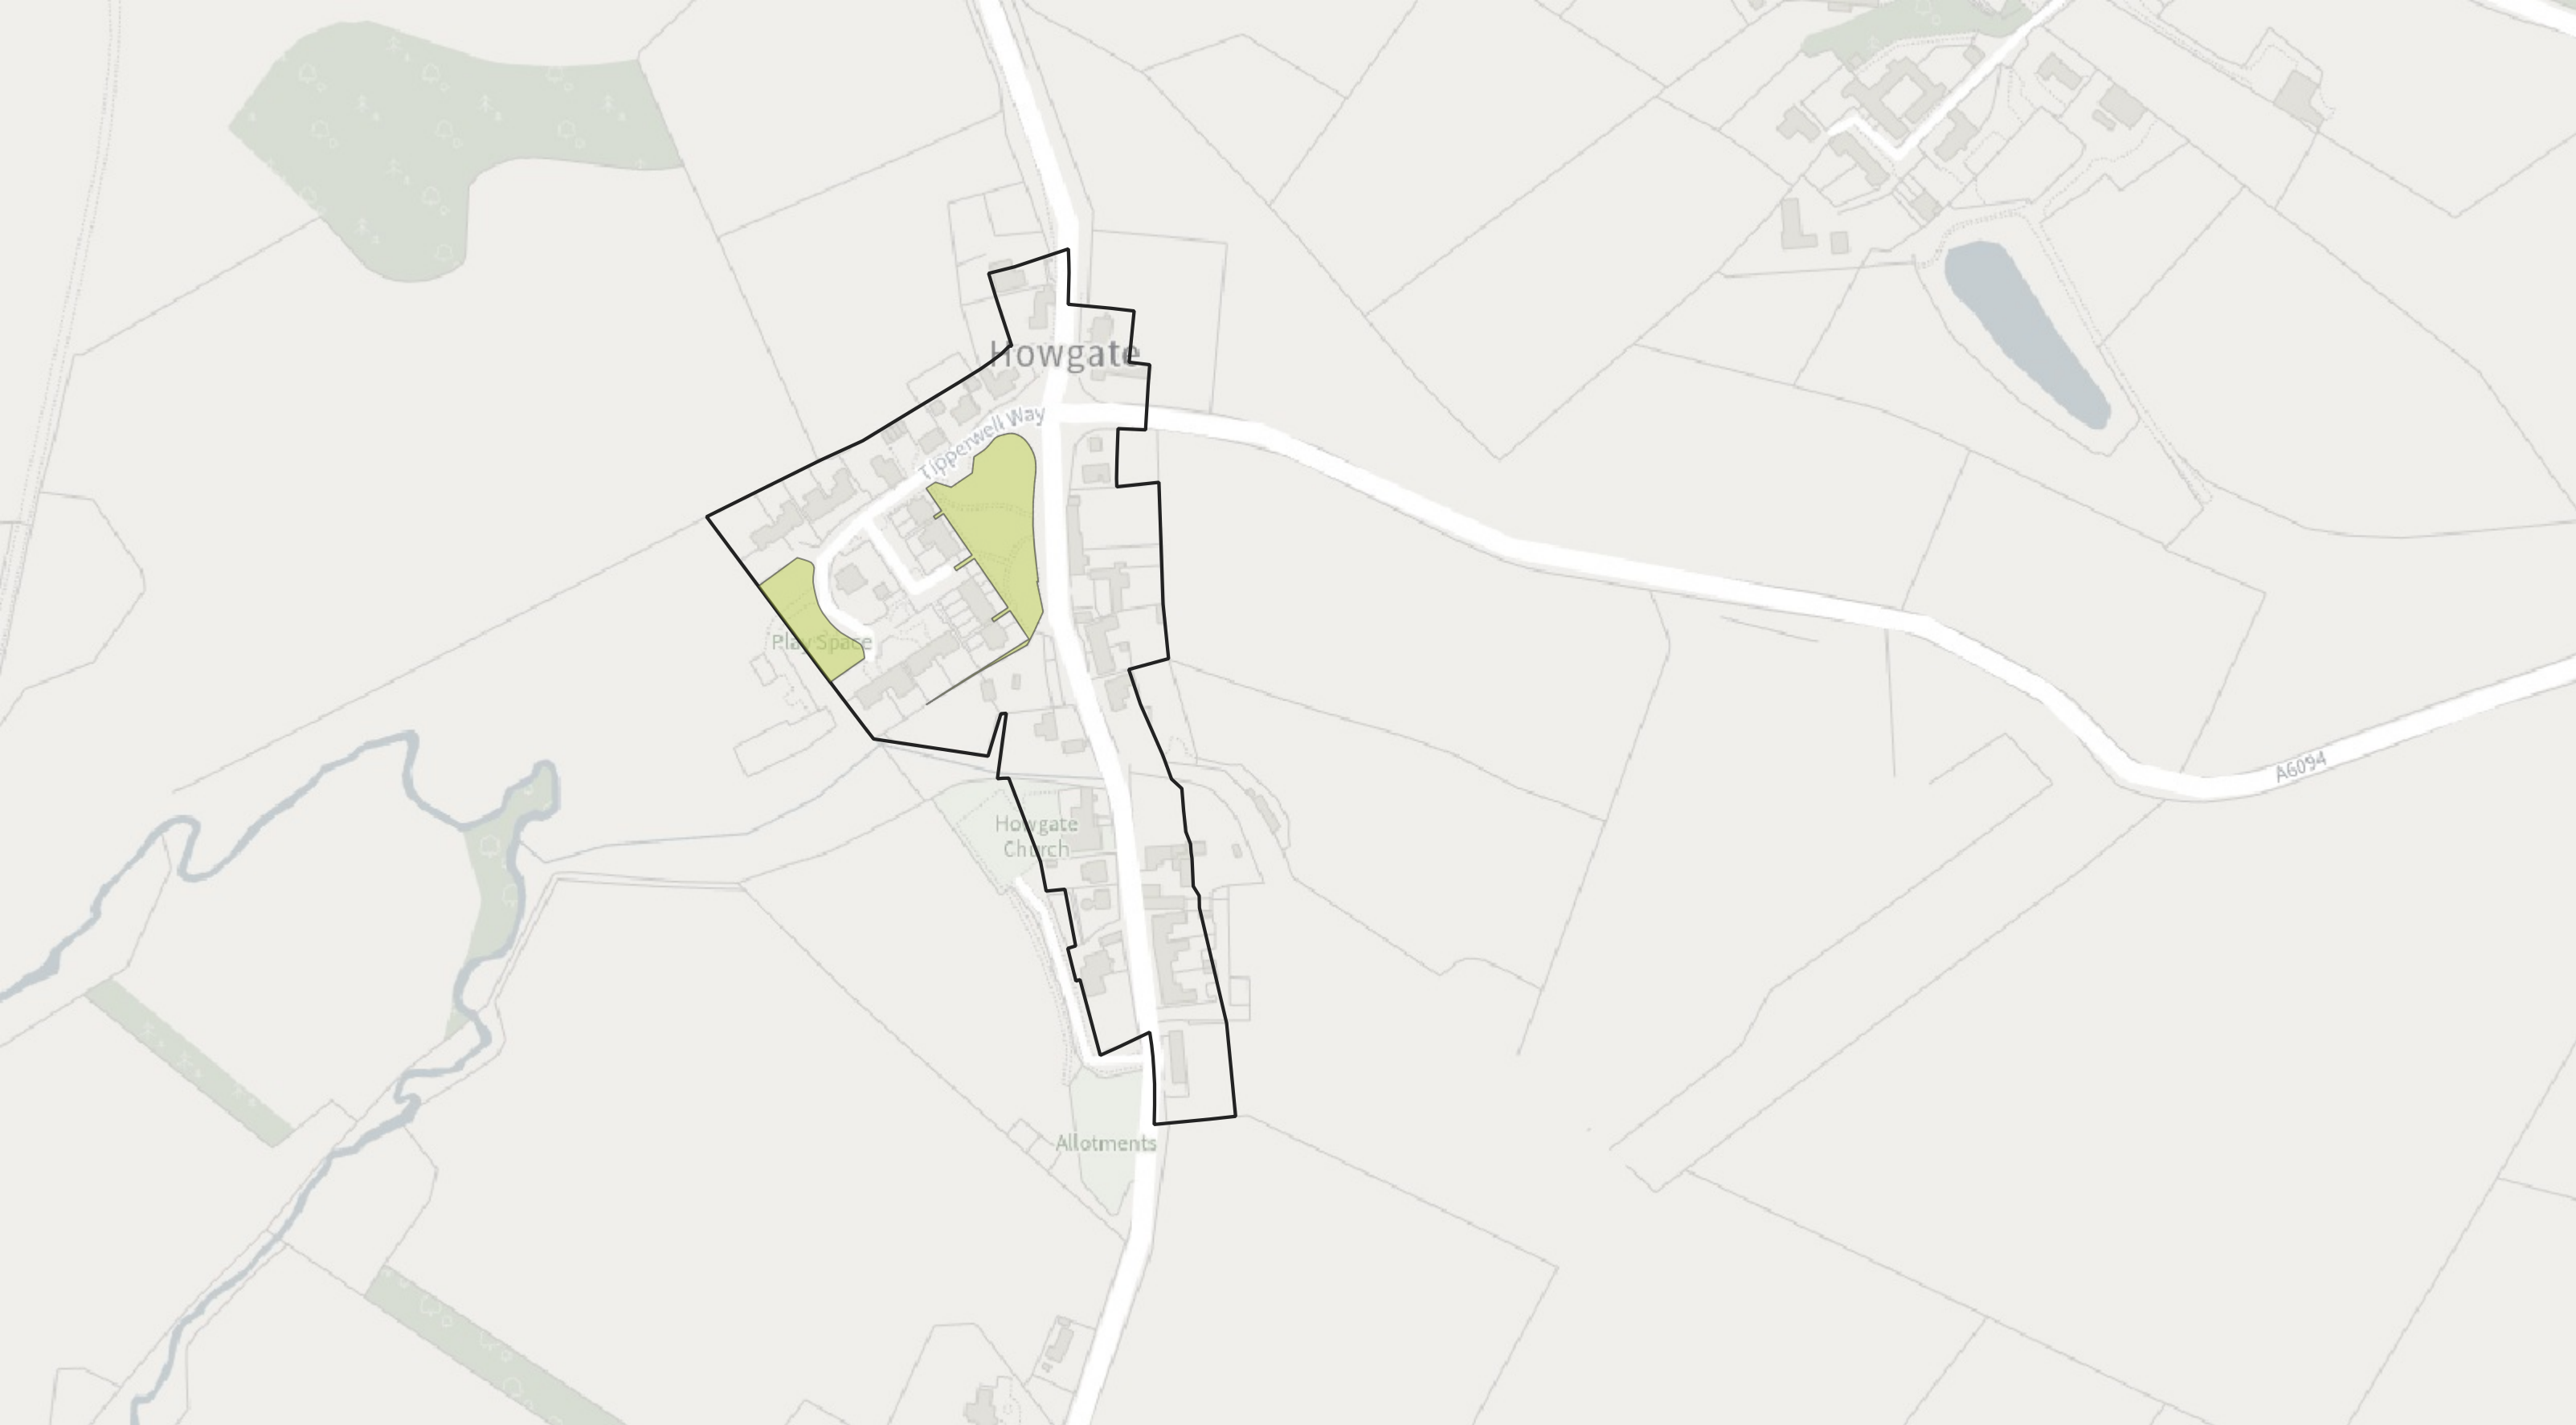 Howgate
Tipperwell Way
Play Space
A6094
Howgate
Church
Allotments